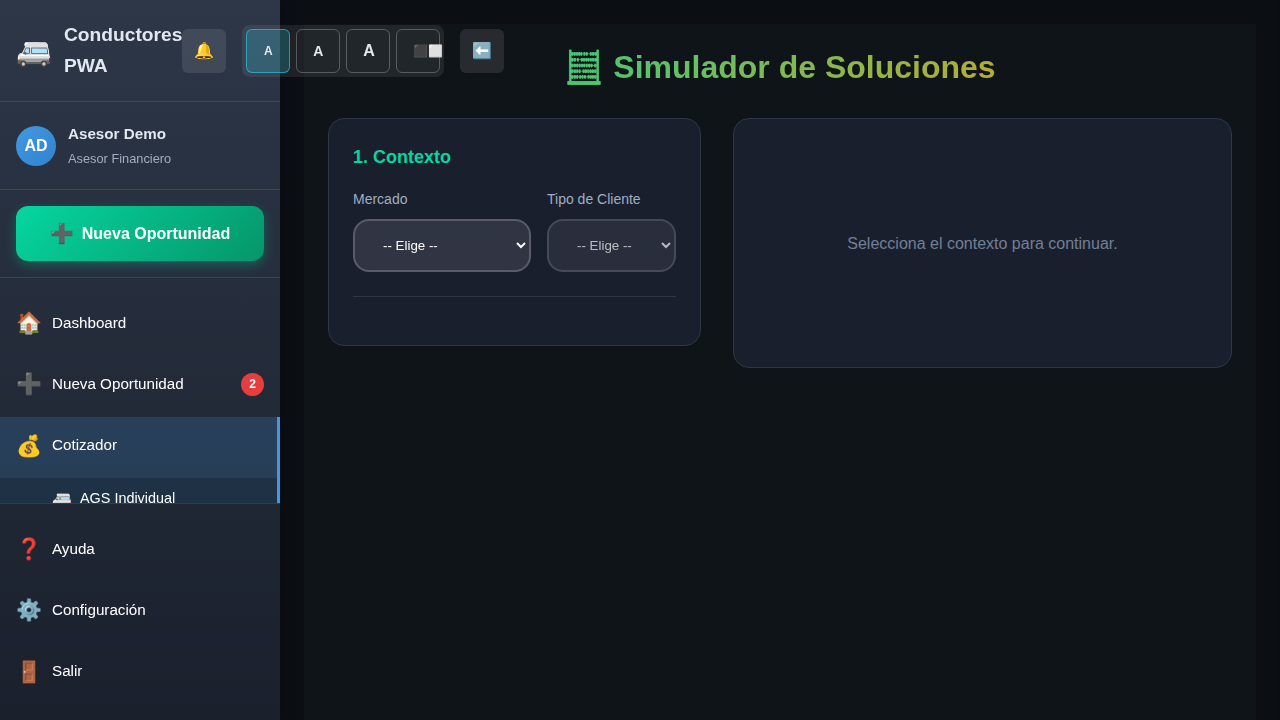 Conductores
PWA
A
A
A
AD
Asesor Demo
Asesor Financiero
Nueva Oportunidad
Dashboard
Nueva Oportunidad
2
Cotizador
AGS Individual
Ayuda
Configuración
Salir
Simulador de Soluciones
1. Contexto
Mercado
Tipo de Cliente
-- Elige --
-- Elige --
Selecciona el contexto para continuar.